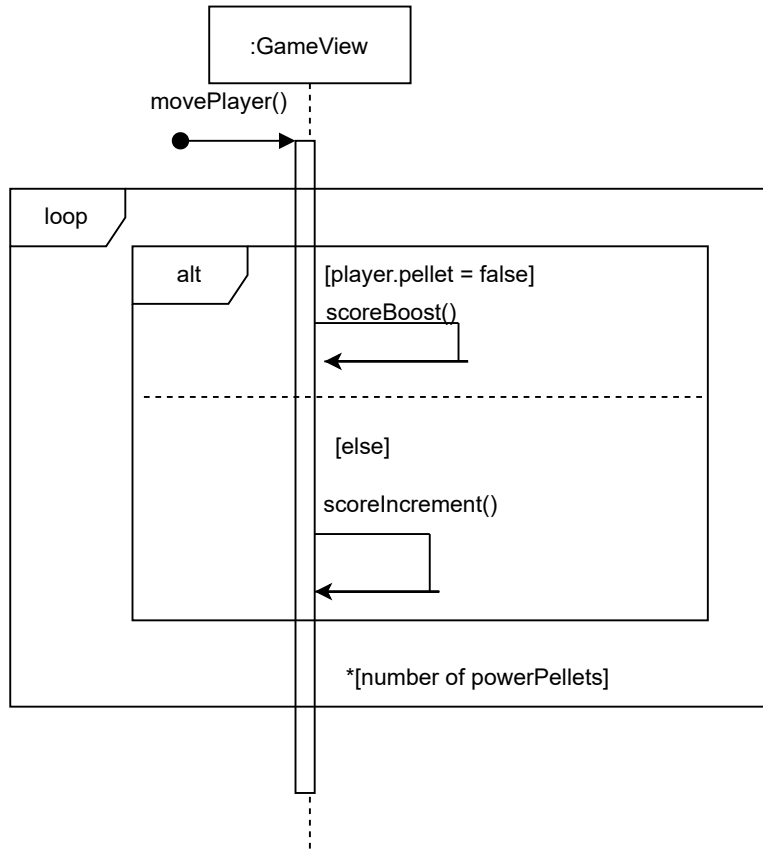 :GameView
movePlayer()
loop
alt
[player.pellet = false]
scoreBoost()
[else]
scoreIncrement()
*[number of powerPellets]